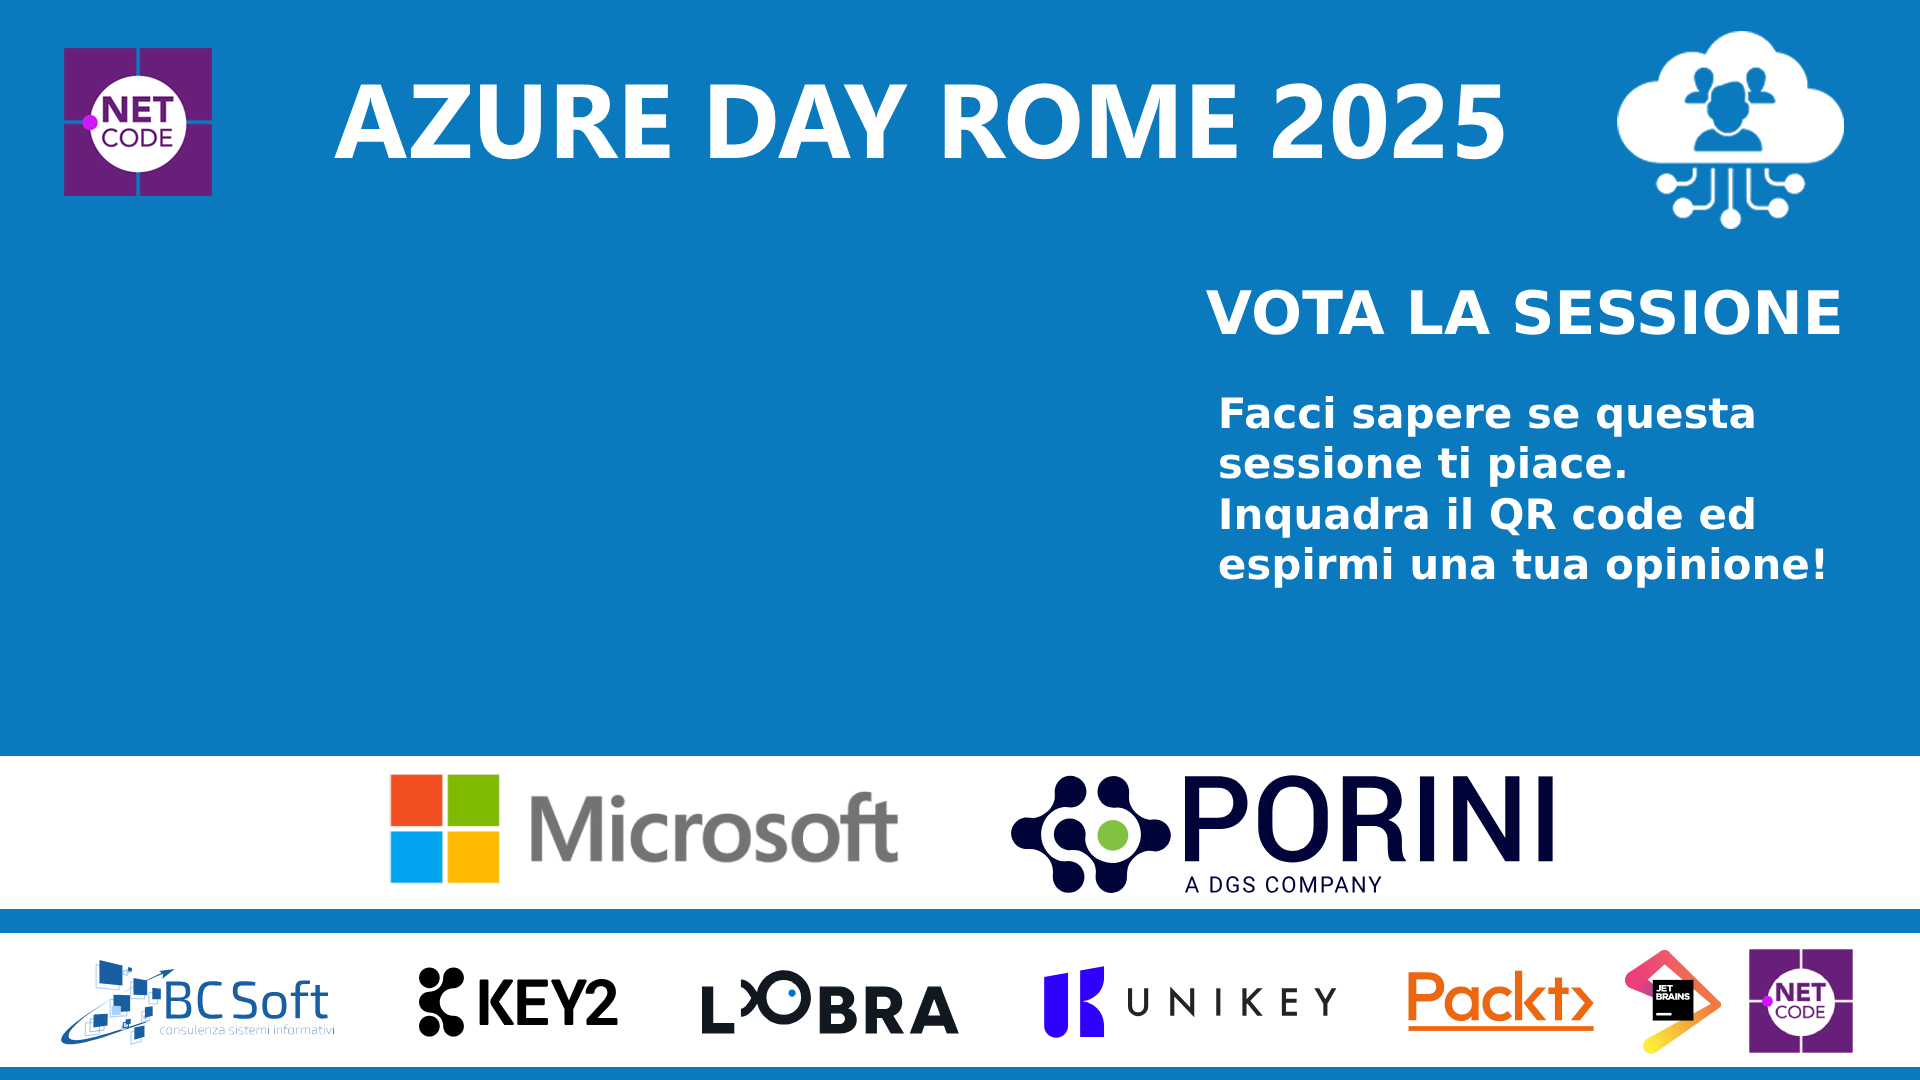 NET
CODE
AZURE DAY ROME 2025
VOTA LA SESSIONE
Facci sapere se questa
sessione ti piace.
Inquadra il QR code ed
espirmi una tua opinione!
Microsoft
PORINI
A DGS COMPANY
BCSoft
consulenza sistemi informativi
KEY2
LOBRA
UNIKEY
Packt>
JET
BRAINS
NET
CODE